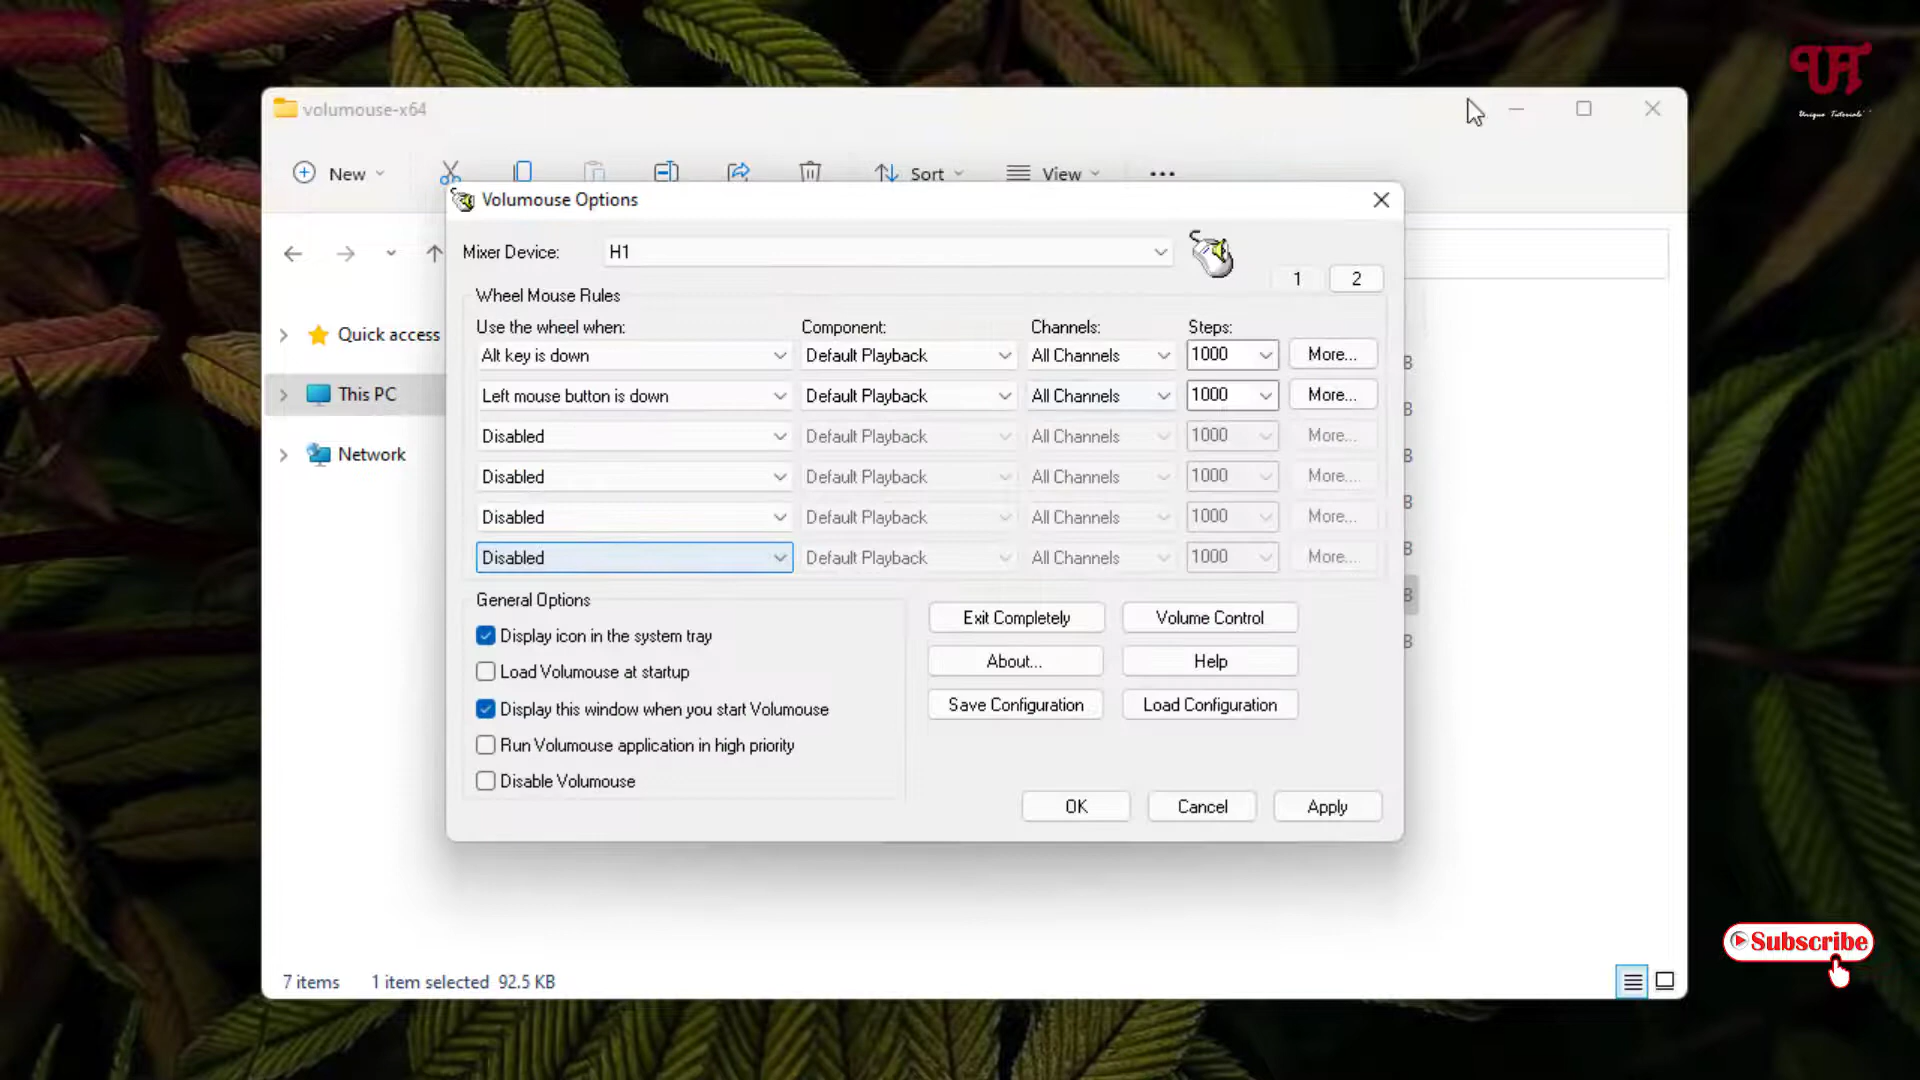 volumouse-x64
UT
Unique Tutorials
New
Sort
View
Volumouse Options
Mixer Device: H1
1 2
Wheel Mouse Rules
Use the wheel when: Component: Channels: Steps:
Alt key is down Default Playback All Channels 1000 More...
Left mouse button is down Default Playback All Channels 1000 More...
Disabled Default Playback All Channels 1000 More...
Disabled Default Playback All Channels 1000 More...
Disabled Default Playback All Channels 1000 More...
Disabled Default Playback All Channels 1000 More...
Quick access
This PC
Network
B
B
B
B
B
B
B
General Options
Display icon in the system tray
Load Volumouse at startup
Display this window when you start Volumouse
Run Volumouse application in high priority
Disable Volumouse
Exit Completely Volume Control
About... Help
Save Configuration Load Configuration
OK Cancel Apply
Subscribe
7 items 1 item selected 92.5 KB